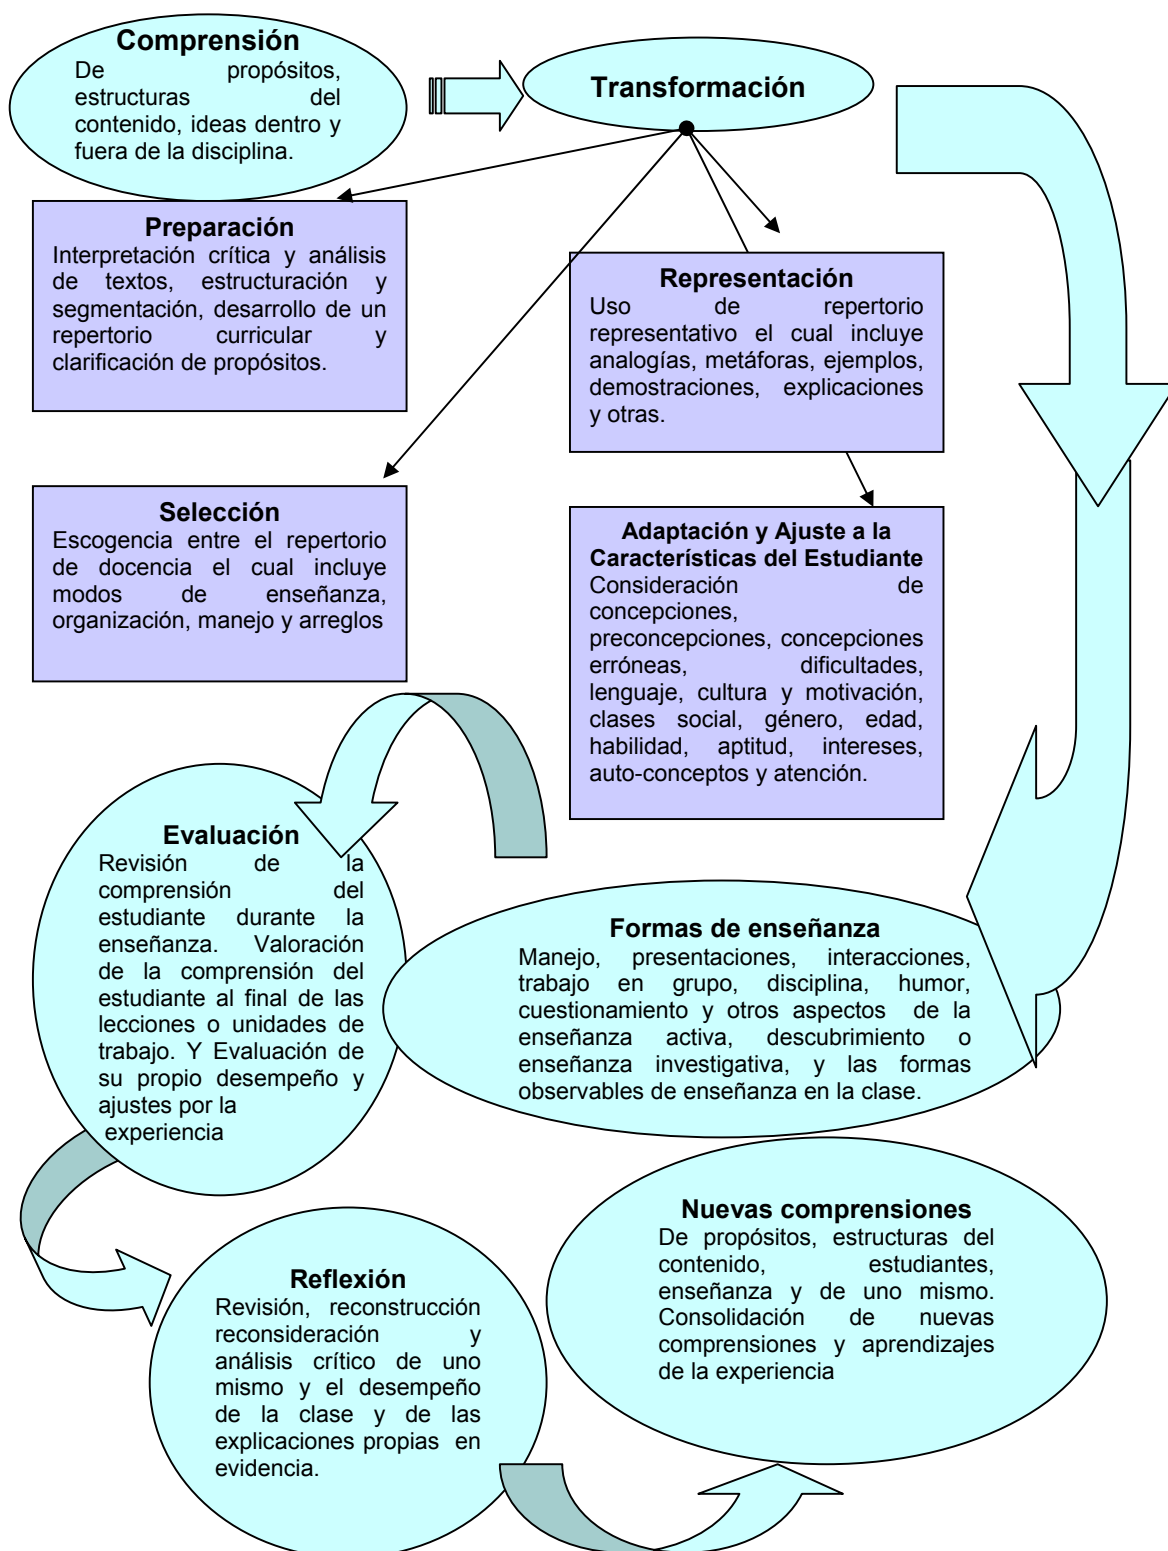 Comprensión
De propósitos,
estructuras del
contenido, ideas dentro y
fuera de la disciplina.
Transformación
Preparación
Interpretación crítica y análisis
de textos, estructuración y
segmentación, desarrollo de un
repertorio curricular y
clarificación de propósitos.
Representación
Uso de repertorio
representativo el cual incluye
analogías, metáforas, ejemplos,
demostraciones, explicaciones
y otras.
Selección
Escogencia entre el repertorio
de docencia el cual incluye
modos de enseñanza,
organización, manejo y arreglos
Adaptación y Ajuste a la
Características del Estudiante
Consideración de
concepciones,
preconcepciones, concepciones
erróneas, dificultades,
lenguaje, cultura y motivación,
clases social, género, edad,
habilidad, aptitud, intereses,
auto-conceptos y atención.
Evaluación
Revisión de la
comprensión del
estudiante durante la
enseñanza. Valoración
de la comprensión del
estudiante al final de las
lecciones o unidades de
trabajo. Y Evaluación de
su propio desempeño y
ajustes por la
experiencia
Formas de enseñanza
Manejo, presentaciones, interacciones,
trabajo en grupo, disciplina, humor,
cuestionamiento y otros aspectos de la
enseñanza activa, descubrimiento o
enseñanza investigativa, y las formas
observables de enseñanza en la clase.
Nuevas comprensiones
De propósitos, estructuras del
contenido, estudiantes,
enseñanza y de uno mismo.
Consolidación de nuevas
comprensiones y aprendizajes
de la experiencia
Reflexión
Revisión, reconstrucción
reconsideración y
análisis crítico de uno
mismo y el desempeño
de la clase y de las
explicaciones propias en
evidencia.